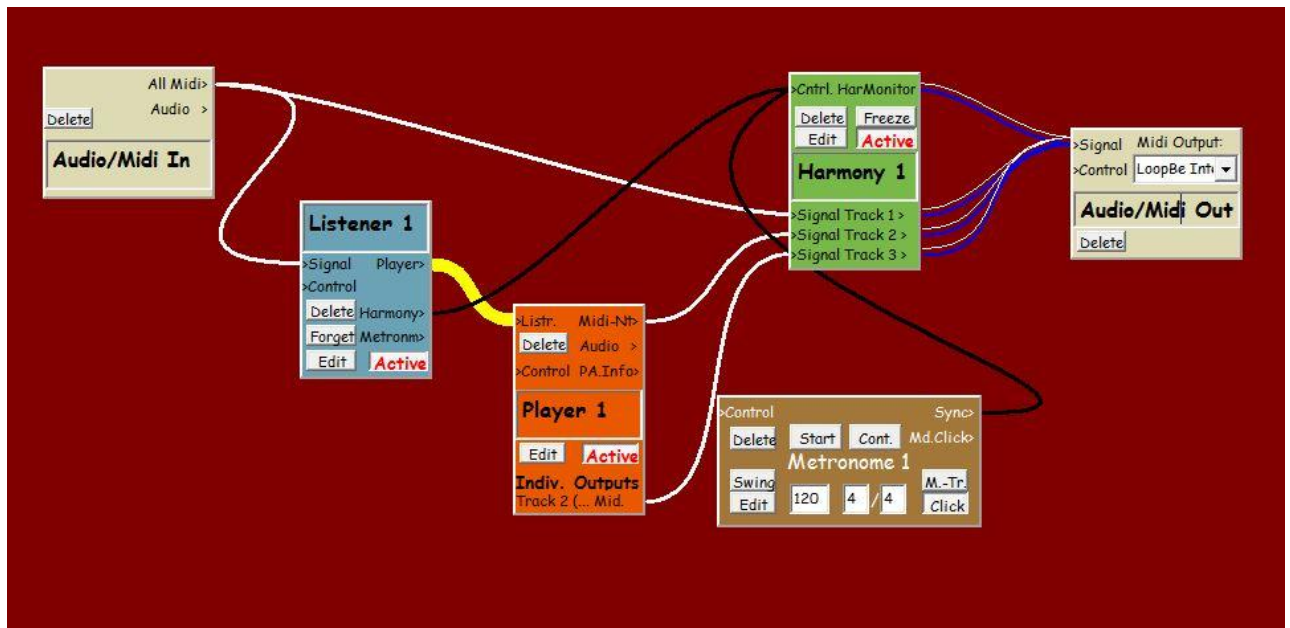 All Midi>
Audio >
Delete
Audio/Midi In
Listener 1
>Signal Player>
>Control
Delete Harmony>
Forget Metronm>
Edit Active
>Listr. Midi-Nt>
Delete Audio >
>Control PA.Info>
Player 1
Edit Active
Indiv. Outputs
Track 2 (... Mid.
>Cntrl. HarMonitor
Delete Freeze
Edit Active
Harmony 1
>Signal Track 1 >
>Signal Track 2 >
>Signal Track 3 >
>Control Sync>
Delete Start Cont. Md.Click>
Metronome 1
Swing M.-Tr.
Edit 120 4 / 4 Click
>Signal Midi Output:
>Control LoopBe Inte
Audio/Midi Out
Delete